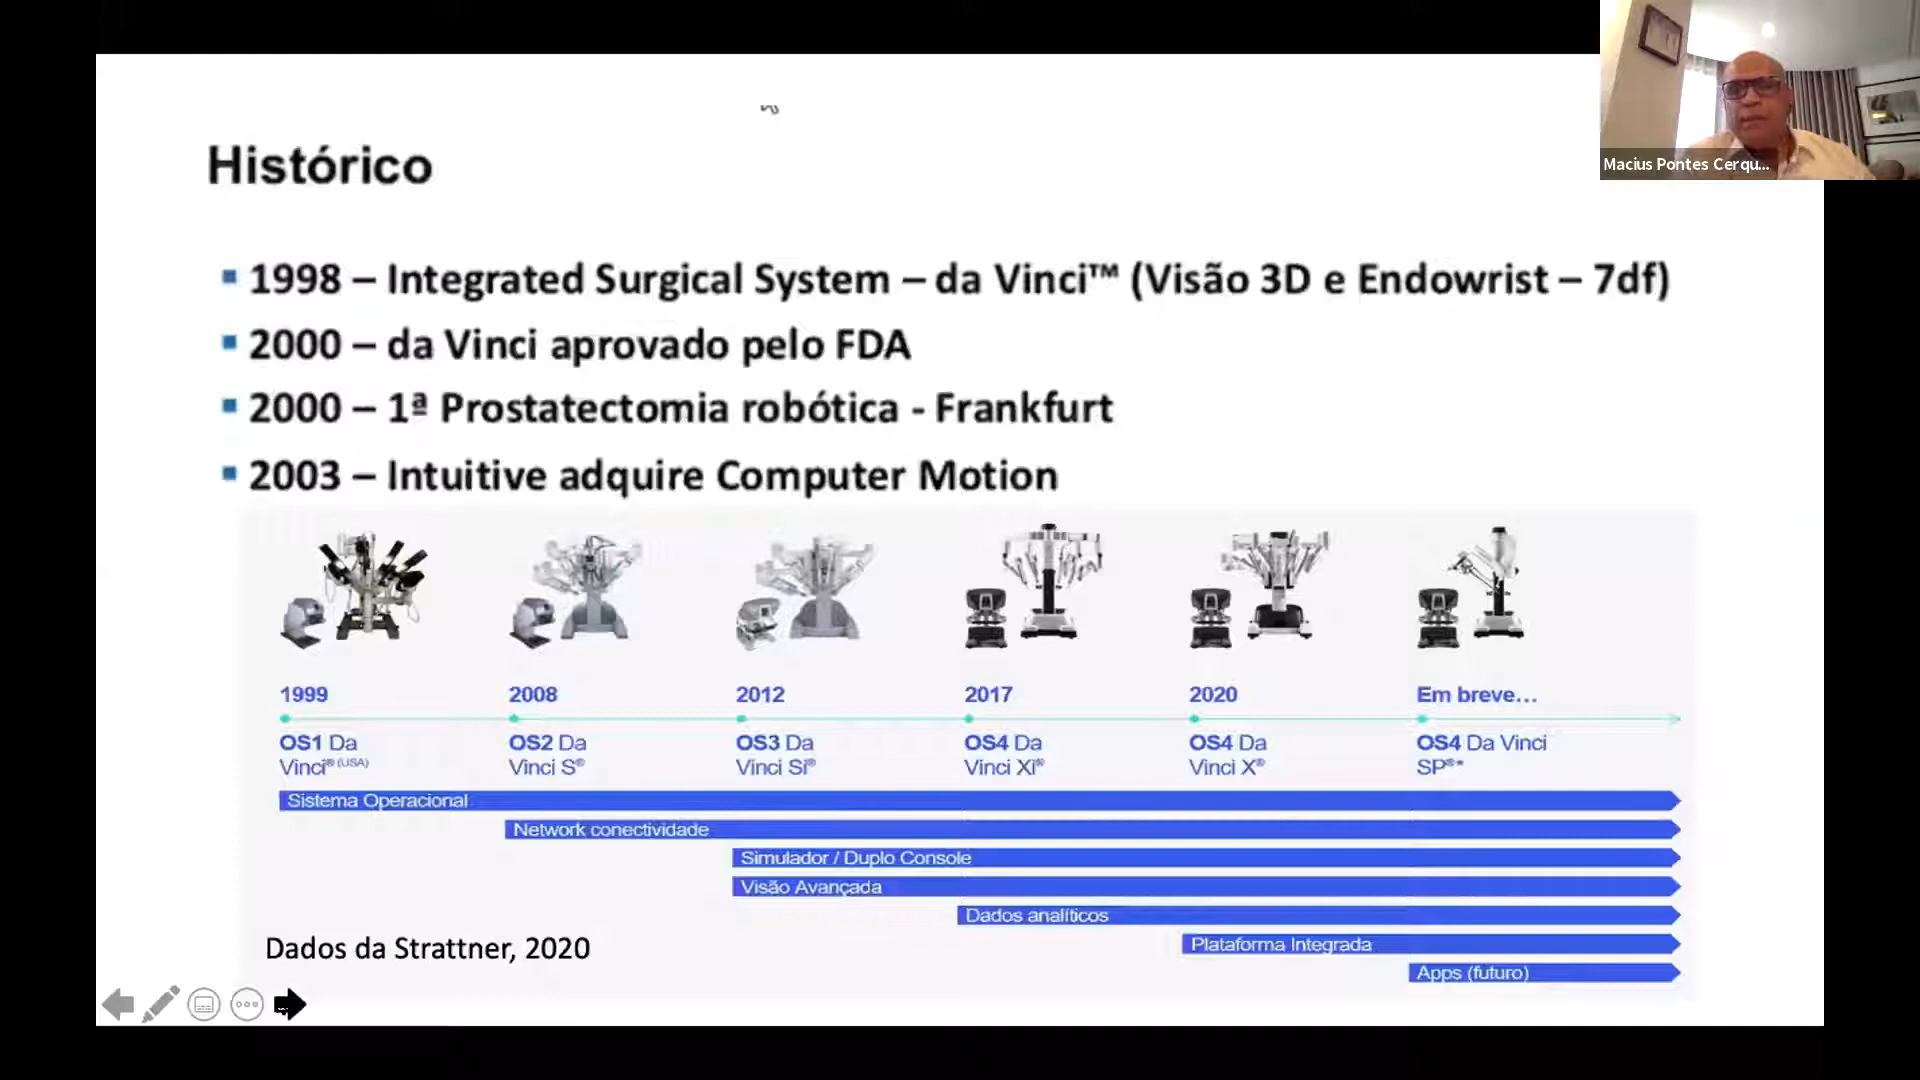 Macius Pontes Cerqu...
Histórico
1998 – Integrated Surgical System – da Vinci™ (Visão 3D e Endowrist – 7df)
2000 – da Vinci aprovado pelo FDA
2000 – 1ª Prostatectomia robótica - Frankfurt
2003 – Intuitive adquire Computer Motion
1999
2008
2012
2017
2020
Em breve...
OS1 Da
Vinci® (USA)
OS2 Da
Vinci S®
OS3 Da
Vinci Si®
OS4 Da
Vinci Xi®
OS4 Da
Vinci X®
OS4 Da Vinci
SP®*
Sistema Operacional
Network conectividade
Simulador / Duplo Console
Visão Avançada
Dados analíticos
Plataforma Integrada
Apps (futuro)
Dados da Strattner, 2020